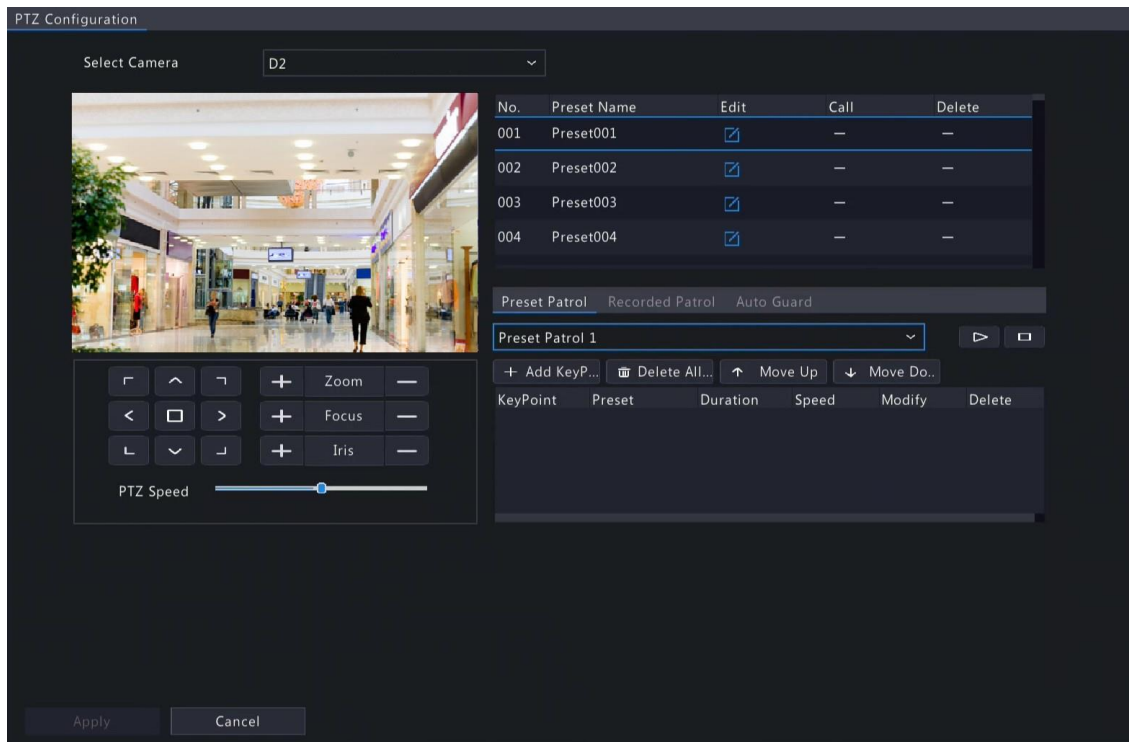 PTZ Configuration
Select Camera D2
No. Preset Name Edit Call Delete
001 Preset001 — —
002 Preset002 — —
003 Preset003 — —
004 Preset004 — —
Preset Patrol Recorded Patrol Auto Guard
Preset Patrol 1
Add KeyP... Delete All... Move Up Move Do..
KeyPoint Preset Duration Speed Modify Delete
Zoom
Focus
Iris
PTZ Speed
Apply Cancel